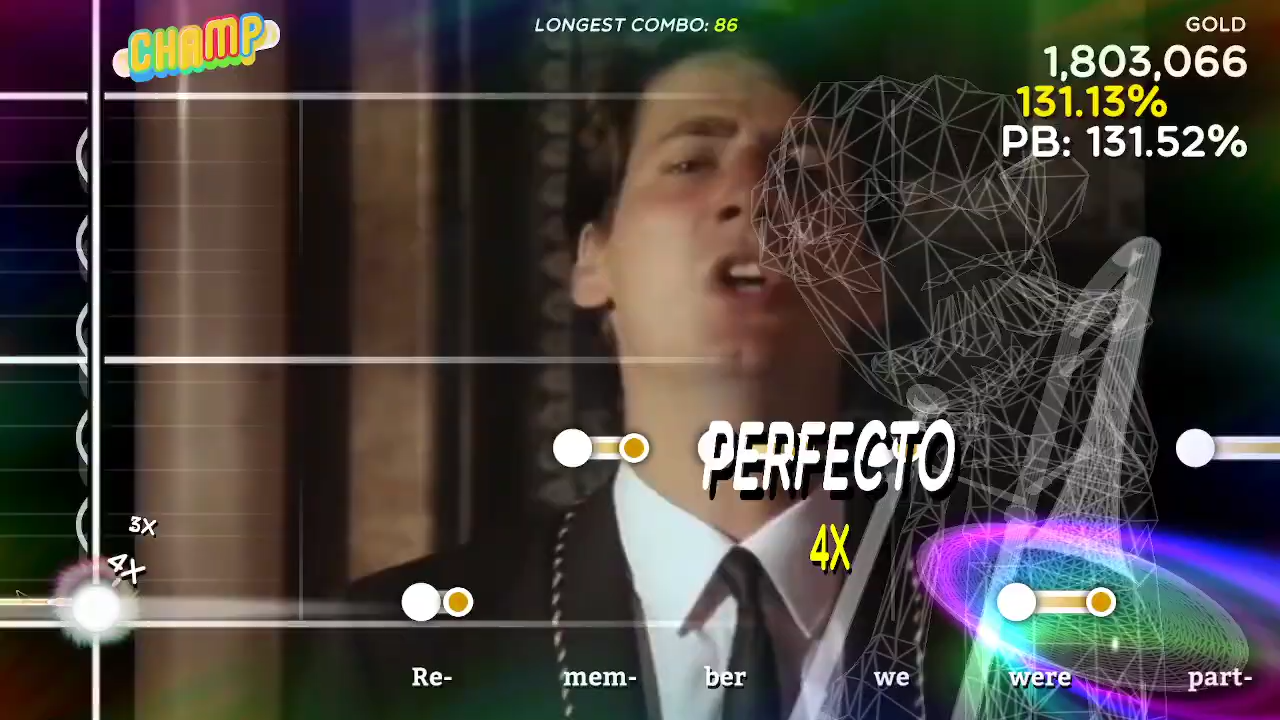 CHAMP
LONGEST COMBO: 86
GOLD
1,803,066
131.13%
PB: 131.52%
PERFECTO
4X
3X
4X
Re- mem- ber we were part-